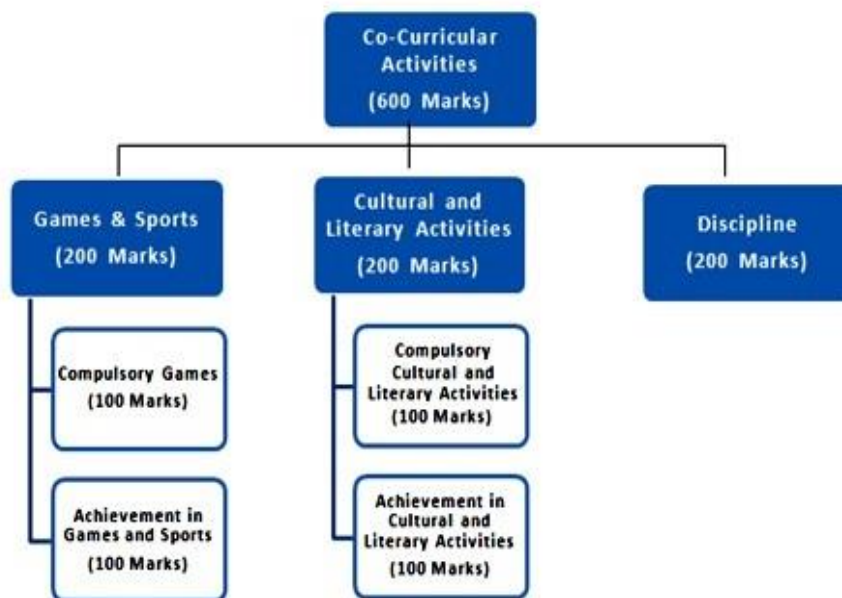 Co-Curricular
Activities
(600 Marks)
Games & Sports
(200 Marks)
Cultural and
Literary Activities
(200 Marks)
Discipline
(200 Marks)
Compulsory Games
(100 Marks)
Achievement in
Games and Sports
(100 Marks)
Compulsory
Cultural and
Literary Activities
(100 Marks)
Achievement in
Cultural and
Literary Activities
(100 Marks)